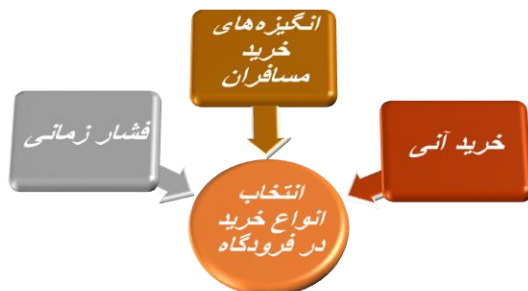 انگیزه‌های
خرید
مسافران
خرید آنی
فشار زمانی
انتخاب
انواع خرید
در فرودگاه